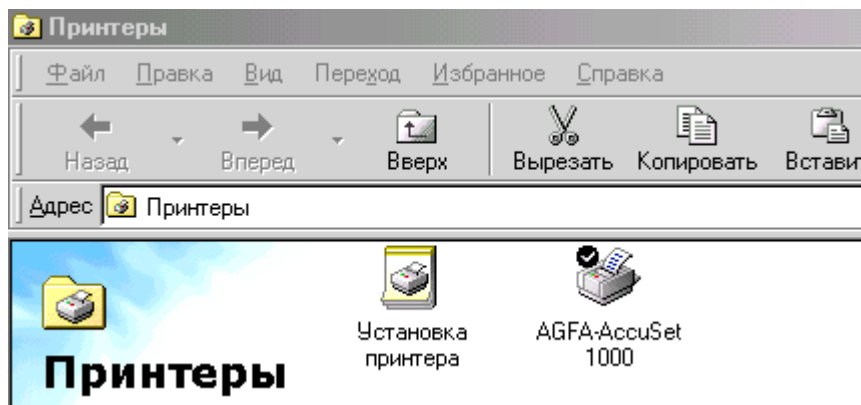 Принтеры
Файл Правка Вид Переход Избранное Справка
Назад Вперед Вверх Вырезать Копировать Вставит
Адрес Принтеры
Установка принтера
AGFA-AccuSet 1000
Принтеры